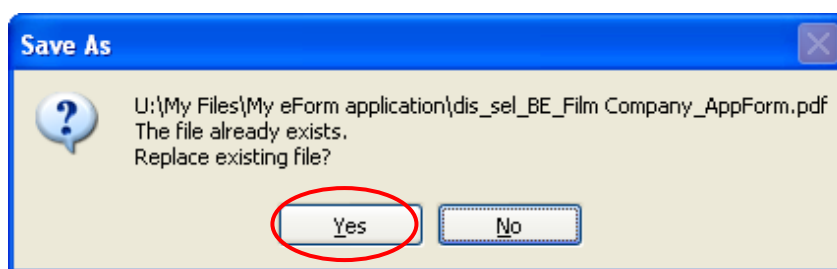 Save As
U:\My Files\My eForm application\dis_sel_BE_Film Company_AppForm.pdf
The file already exists.
Replace existing file?
Yes No